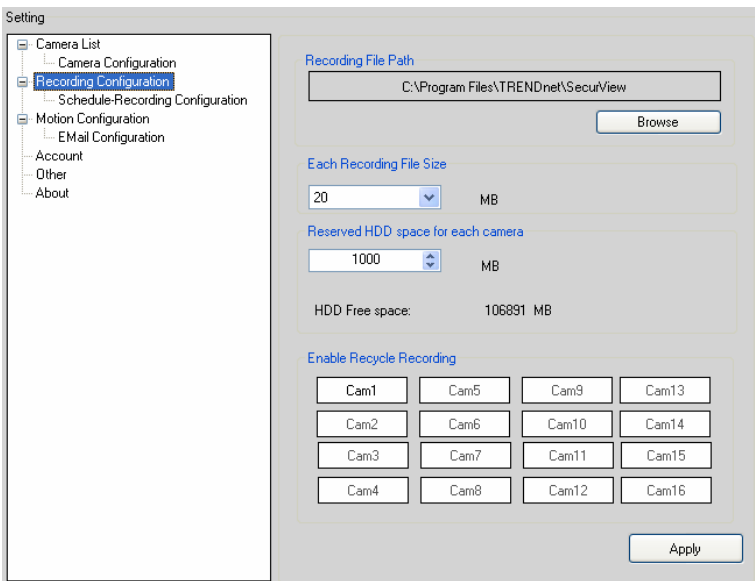 Setting
Camera List
Camera Configuration
Recording Configuration
Schedule-Recording Configuration
Motion Configuration
EMail Configuration
Account
Other
About
Recording File Path
C:\Program Files\TRENDnet\SecurView
Browse
Each Recording File Size
20 MB
Reserved HDD space for each camera
1000 MB
HDD Free space: 106891 MB
Enable Recycle Recording
Cam1 Cam5 Cam9 Cam13
Cam2 Cam6 Cam10 Cam14
Cam3 Cam7 Cam11 Cam15
Cam4 Cam8 Cam12 Cam16
Apply